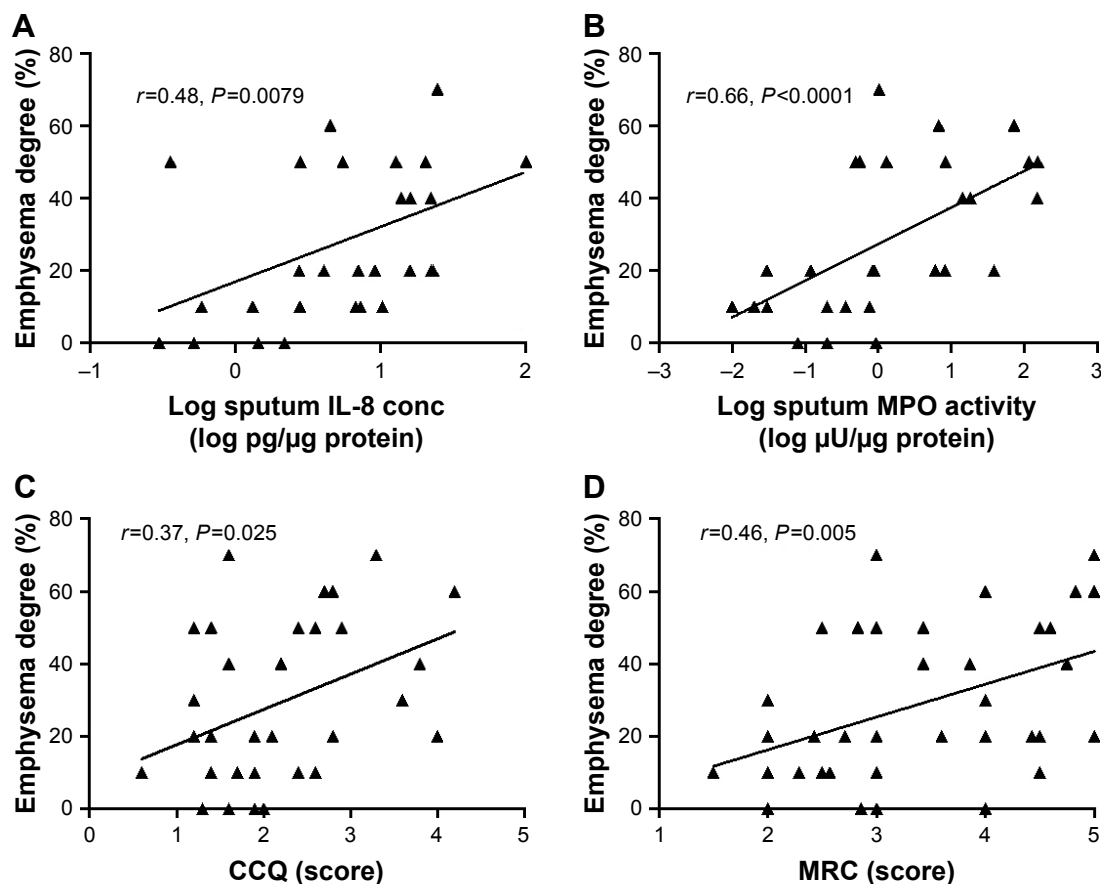 A
Emphysema degree (%)
80
60
40
20
0
r=0.48, P=0.0079
–1
0
1
2
Log sputum IL-8 conc
(log pg/µg protein)
B
Emphysema degree (%)
80
60
40
20
0
r=0.66, P<0.0001
–3
–2
–1
0
1
2
3
Log sputum MPO activity
(log µU/µg protein)
C
Emphysema degree (%)
80
60
40
20
0
r=0.37, P=0.025
0
1
2
3
4
5
CCQ (score)
D
Emphysema degree (%)
80
60
40
20
0
r=0.46, P=0.005
1
2
3
4
5
MRC (score)